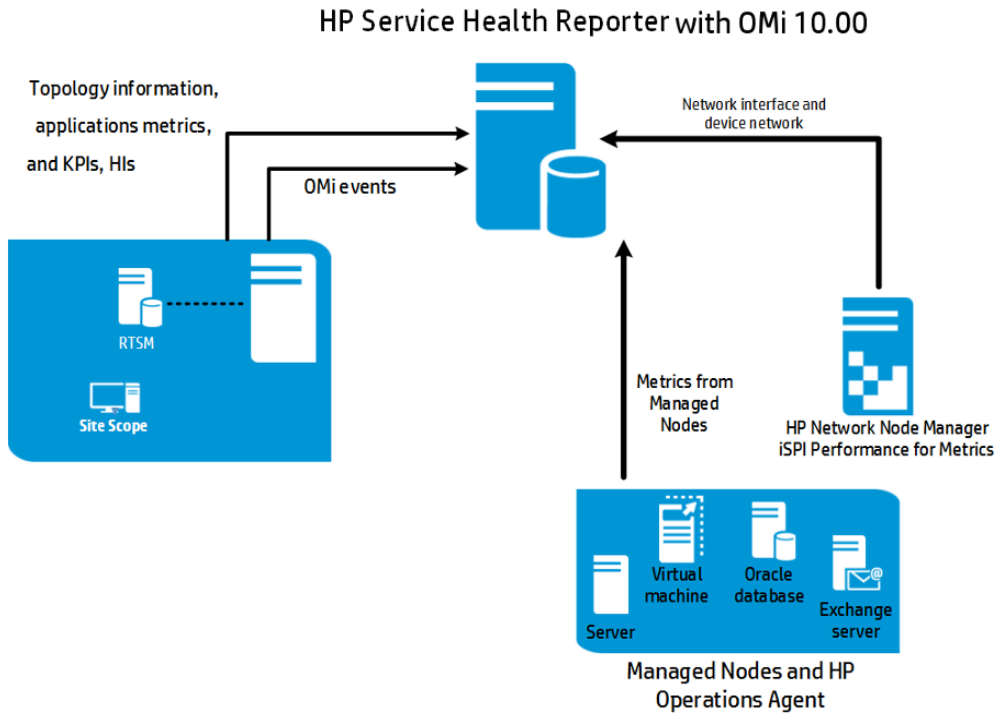 HP Service Health Reporter with OMi 10.00
Topology information,
applications metrics,
and KPIs, HIs
OMi events
Network interface and
device network
RTSM
Site Scope
Metrics from
Managed
Nodes
HP Network Node Manager
iSPI Performance for Metrics
Server
Virtual
machine
Oracle
database
@
Exchange
server
Managed Nodes and HP
Operations Agent